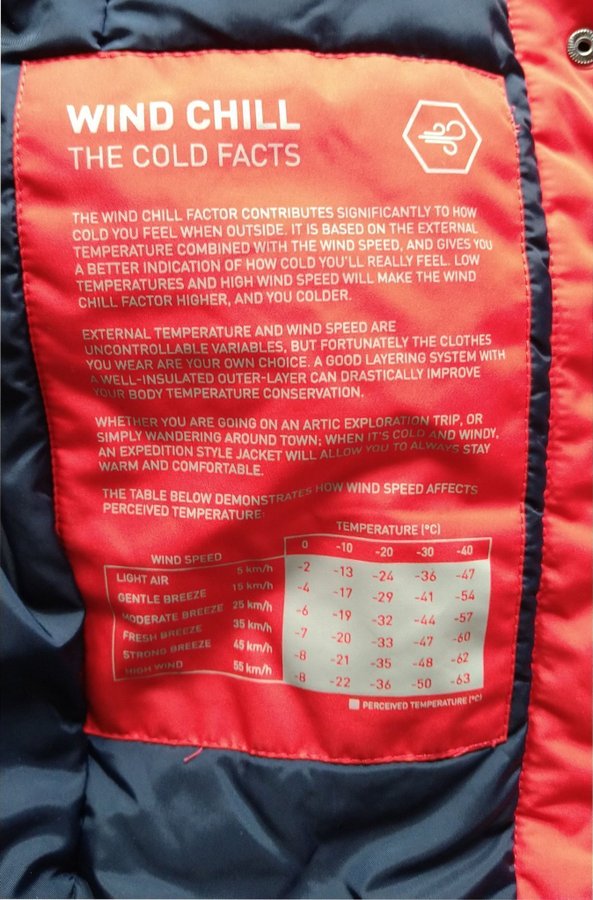 WIND CHILL
THE COLD FACTS
THE WIND CHILL FACTOR CONTRIBUTES SIGNIFICANTLY TO HOW
COLD YOU FEEL WHEN OUTSIDE. IT IS BASED ON THE EXTERNAL
TEMPERATURE COMBINED WITH THE WIND SPEED, AND GIVES YOU
A BETTER INDICATION OF HOW COLD YOU'LL REALLY FEEL. LOW
TEMPERATURES AND HIGH WIND SPEED WILL MAKE THE WIND
CHILL FACTOR HIGHER, AND YOU COLDER.
EXTERNAL TEMPERATURE AND WIND SPEED ARE
UNCONTROLLABLE VARIABLES, BUT FORTUNATELY THE CLOTHES
YOU WEAR ARE YOUR OWN CHOICE. A GOOD LAYERING SYSTEM WITH
A WELL-INSULATED OUTER-LAYER CAN DRASTICALLY IMPROVE
YOUR BODY TEMPERATURE CONSERVATION.
WHETHER YOU ARE GOING ON AN ARTIC EXPLORATION TRIP, OR
SIMPLY WANDERING AROUND TOWN; WHEN IT'S COLD AND WINDY,
AN EXPEDITION STYLE JACKET WILL ALLOW YOU TO ALWAYS STAY
WARM AND COMFORTABLE.
THE TABLE BELOW DEMONSTRATES HOW WIND SPEED AFFECTS
PERCEIVED TEMPERATURE:
TEMPERATURE (°C)
WIND SPEED 0 -10 -20 -30 -40
LIGHT AIR 5 km/h -2 -13 -24 -36 -47
GENTLE BREEZE 15 km/h -4 -17 -29 -41 -54
MODERATE BREEZE 25 km/h -6 -19 -32 -44 -57
FRESH BREEZE 35 km/h -7 -20 -33 -47 -60
STRONG BREEZE 45 km/h -8 -21 -35 -48 -62
HIGH WIND 55 km/h -8 -22 -36 -50 -63
PERCEIVED TEMPERATURE (°C)